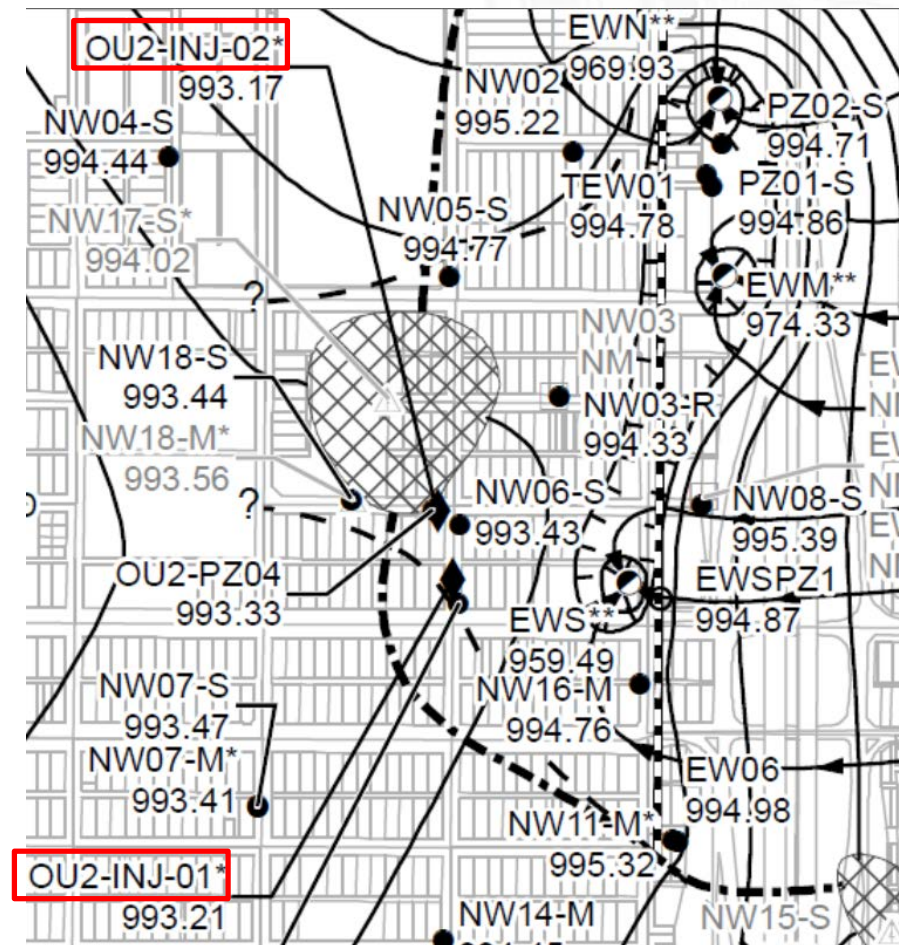 OU2-INJ-02*
993.17
EWN**
969.93
NW02
995.22
PZ02-S
994.71
NW04-S
994.44
TEW01
994.78
PZ01-S
994.86
NW17-S*
994.02
NW05-S
994.77
?
EWM**
974.33
NW03
NM
NW18-S
993.44
NW03-R
994.33
NW18-M*
993.56
?
NW06-S
993.43
NW08-S
995.39
OU2-PZ04
993.33
EWSPZ1
994.87
EWS**
959.49
NW07-S
993.47
NW16-M
994.76
NW07-M*
993.41
EW06
994.98
NW11-M*
995.32
OU2-INJ-01*
993.21
NW14-M
NW15-S